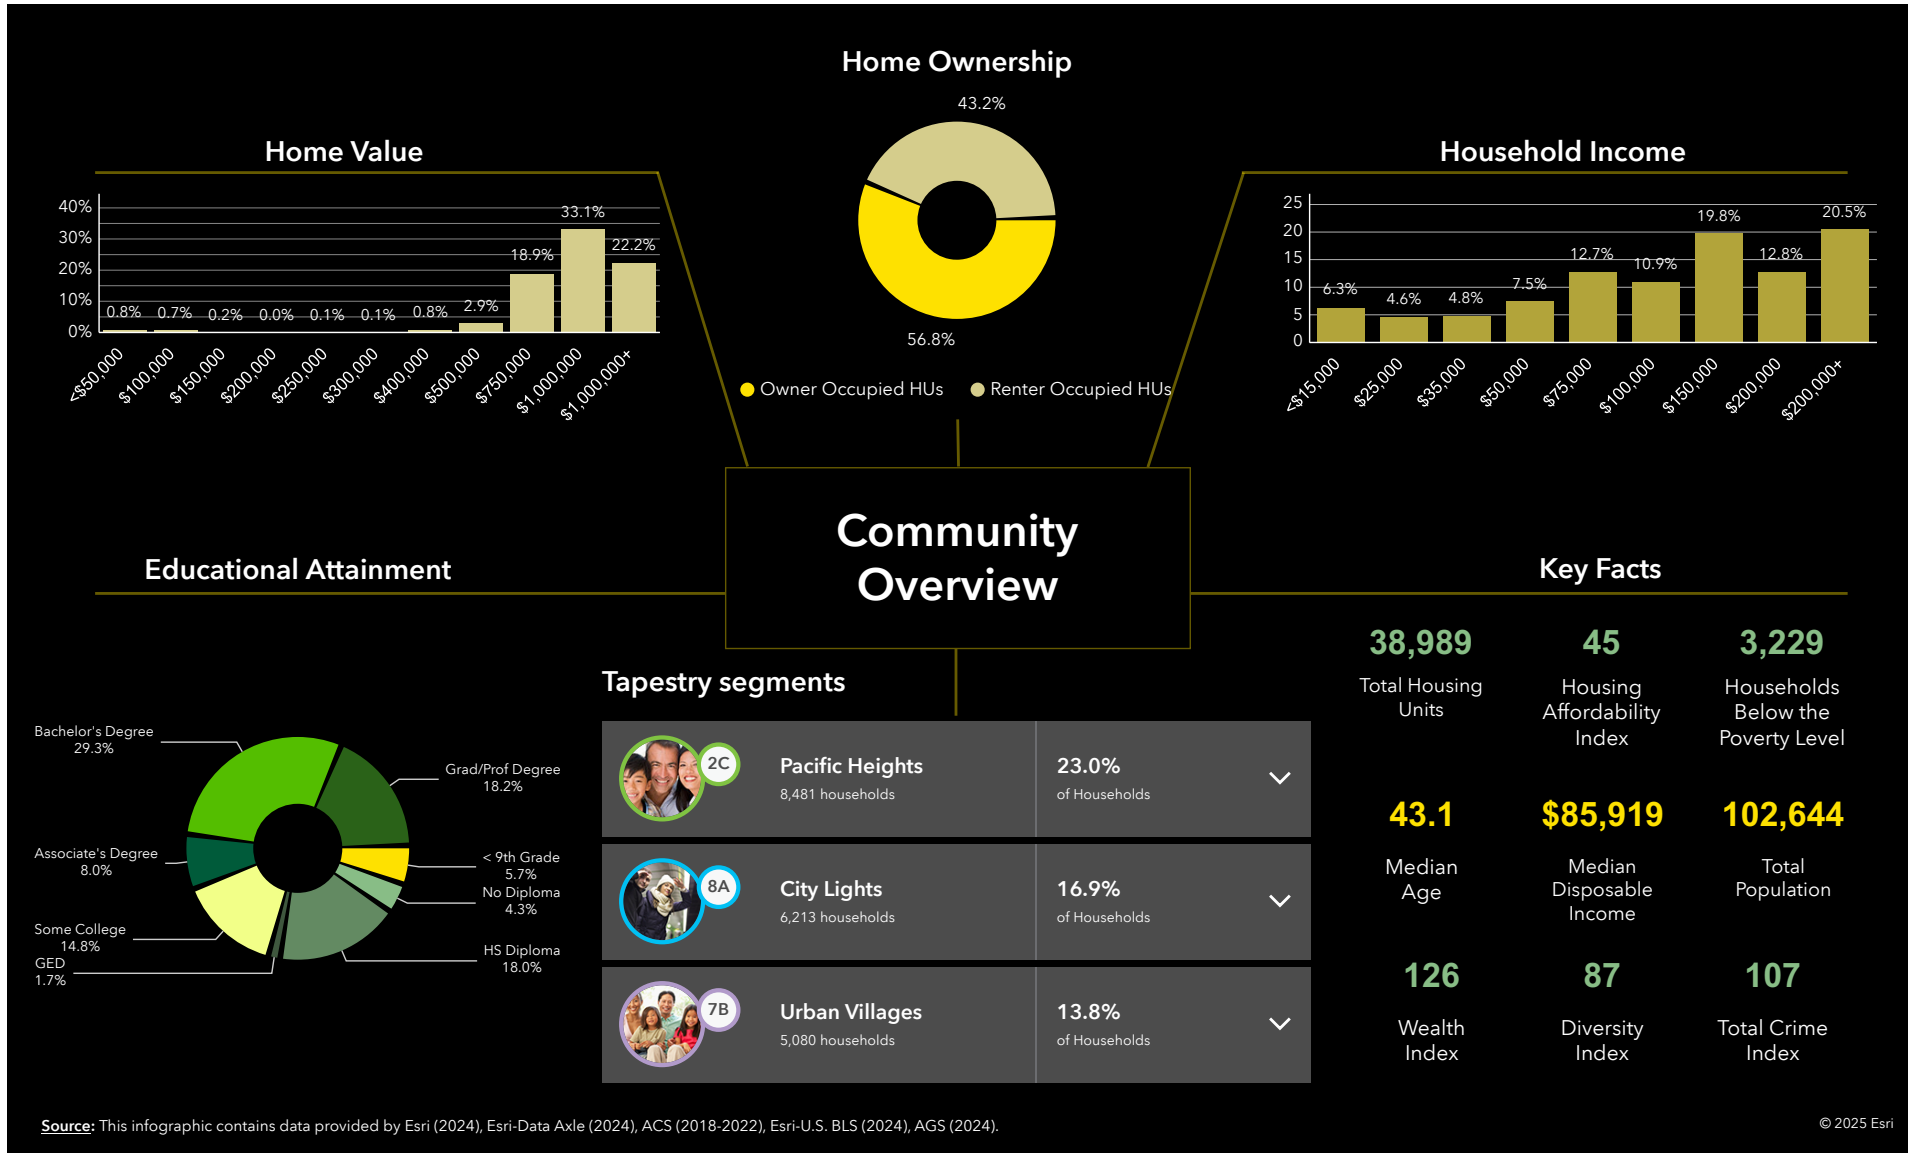 Home Ownership
43.2%
56.8%
Owner Occupied HUs
Renter Occupied HUs
Home Value
40%
30%
20%
10%
0%
0.8%
0.7%
0.2%
0.0%
0.1%
0.1%
0.8%
2.9%
18.9%
33.1%
22.2%
<$50,000
$100,000
$150,000
$200,000
$250,000
$300,000
$400,000
$500,000
$750,000
$1,000,000
$1,000,000+
Household Income
25
20
15
10
5
0
6.3%
4.6%
4.8%
7.5%
12.7%
10.9%
19.8%
12.8%
20.5%
<$15,000
$25,000
$35,000
$50,000
$75,000
$100,000
$150,000
$200,000
$200,000+
Community
Overview
Educational Attainment
Bachelor's Degree
29.3%
Grad/Prof Degree
18.2%
Associate's Degree
8.0%
< 9th Grade
5.7%
No Diploma
4.3%
Some College
14.8%
HS Diploma
18.0%
GED
1.7%
Tapestry segments
2C
Pacific Heights
8,481 households
23.0%
of Households
8A
City Lights
6,213 households
16.9%
of Households
7B
Urban Villages
5,080 households
13.8%
of Households
Key Facts
38,989
Total Housing
Units
45
Housing
Affordability
Index
3,229
Households
Below the
Poverty Level
43.1
Median
Age
$85,919
Median
Disposable
Income
102,644
Total
Population
126
Wealth
Index
87
Diversity
Index
107
Total Crime
Index
Source: This infographic contains data provided by Esri (2024), Esri-Data Axle (2024), ACS (2018-2022), Esri-U.S. BLS (2024), AGS (2024).
© 2025 Esri